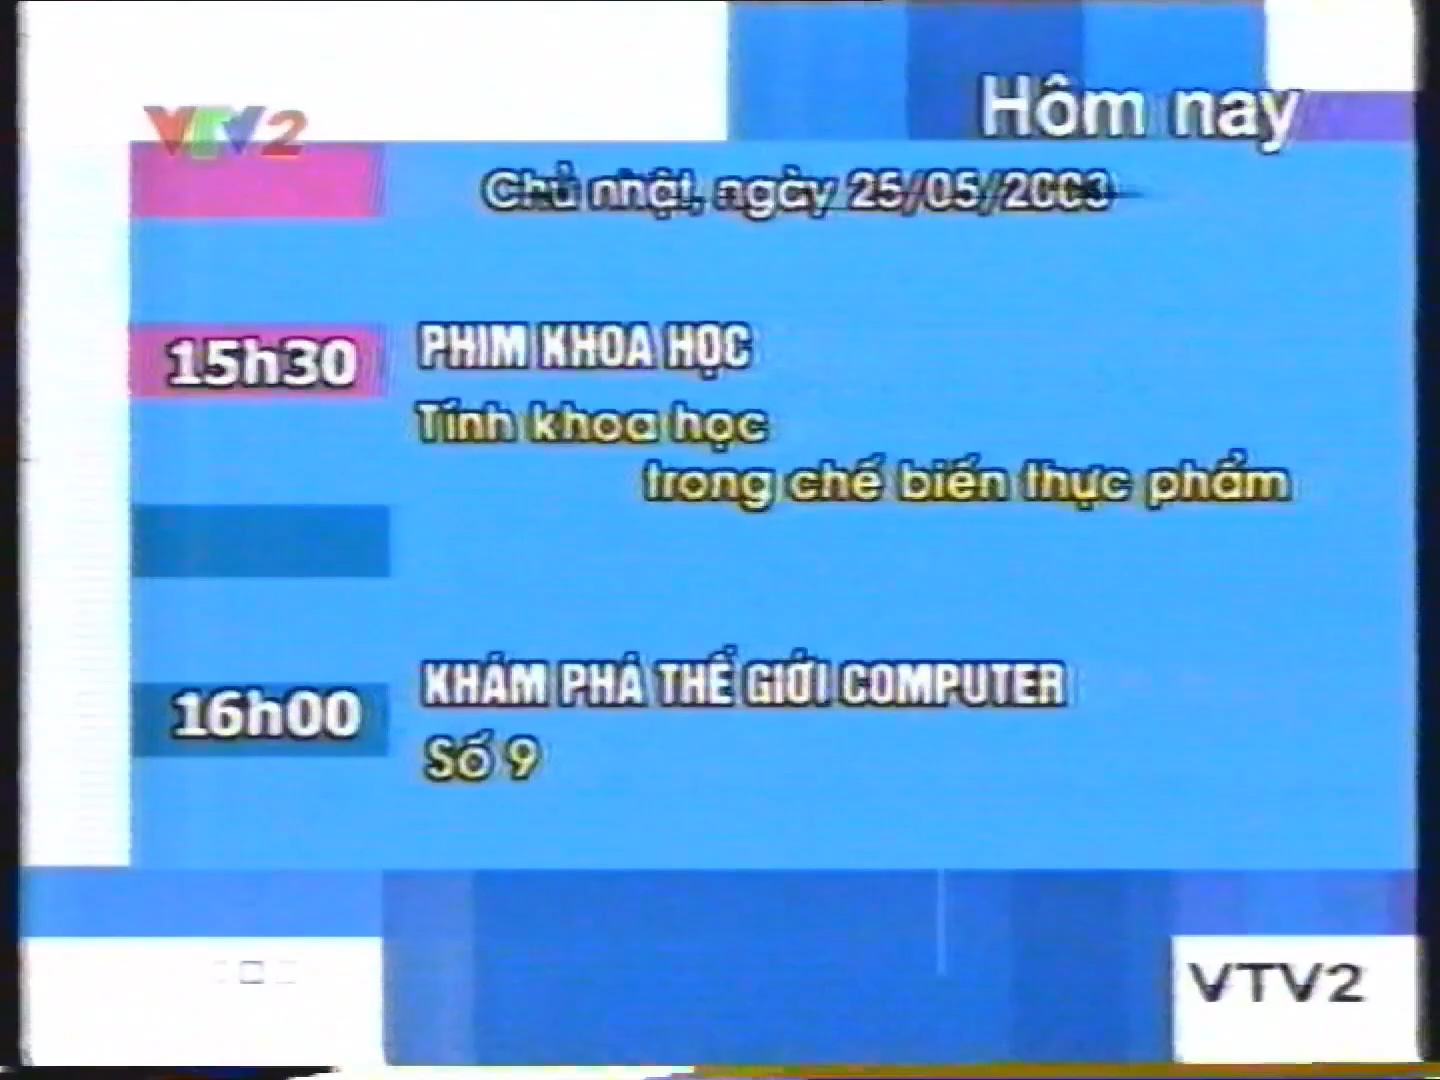 VTV2
Hôm nay
Chủ nhật, ngày 25/05/2003
15h30
PHIM KHOA HỌC
Tính khoa học
trong chế biến thực phẩm
16h00
KHÁM PHÁ THẾ GIỚI COMPUTER
Số 9
VTV2